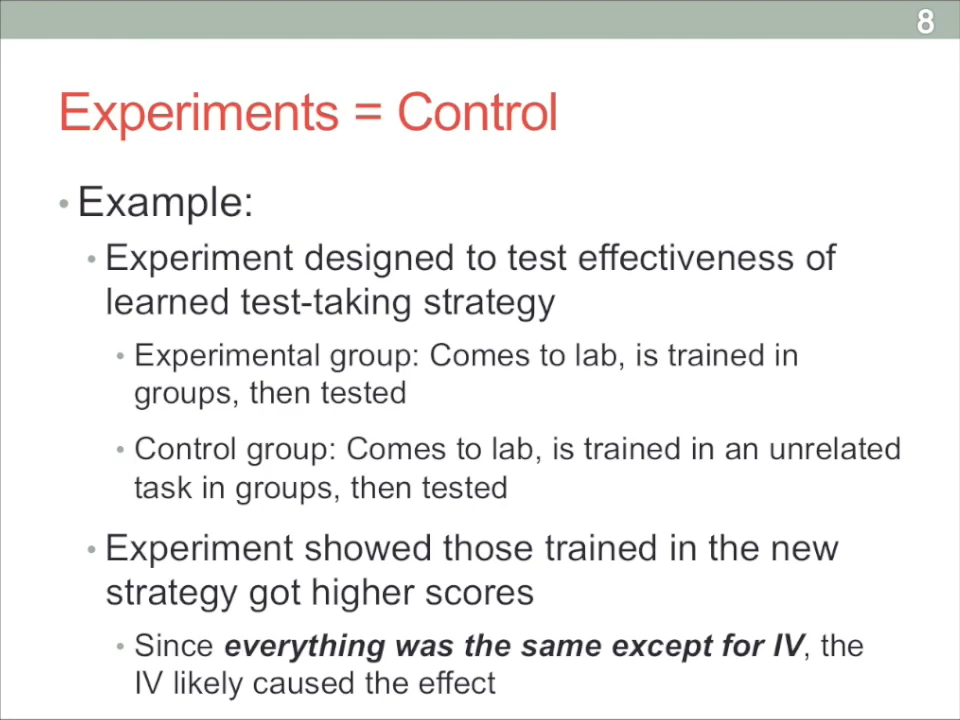 8
Experiments = Control
• Example:
• Experiment designed to test effectiveness of
learned test-taking strategy
• Experimental group: Comes to lab, is trained in
groups, then tested
• Control group: Comes to lab, is trained in an unrelated
task in groups, then tested
• Experiment showed those trained in the new
strategy got higher scores
• Since everything was the same except for IV, the
IV likely caused the effect